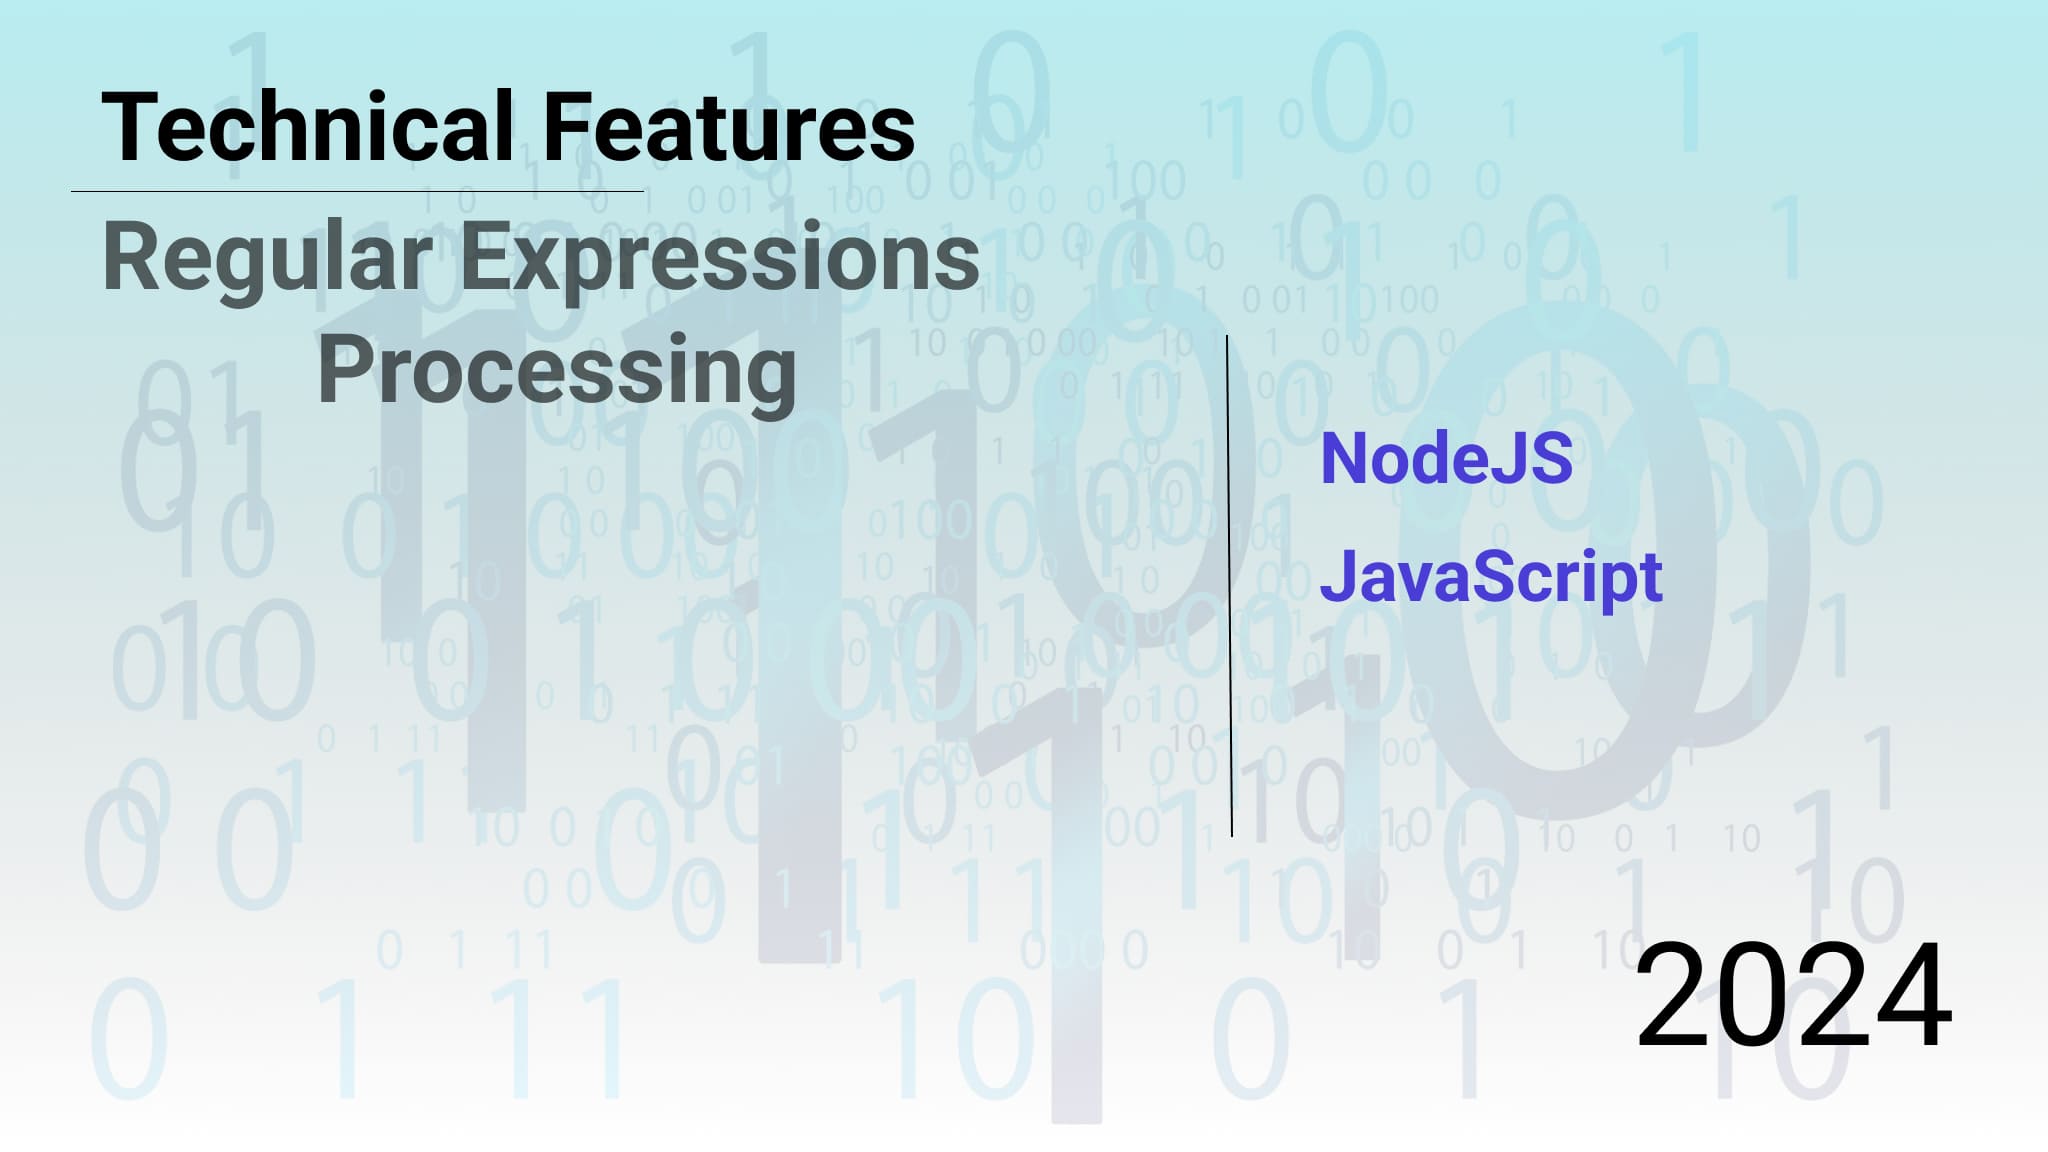 Technical Features
Regular Expressions
Processing
NodeJS
JavaScript
2024